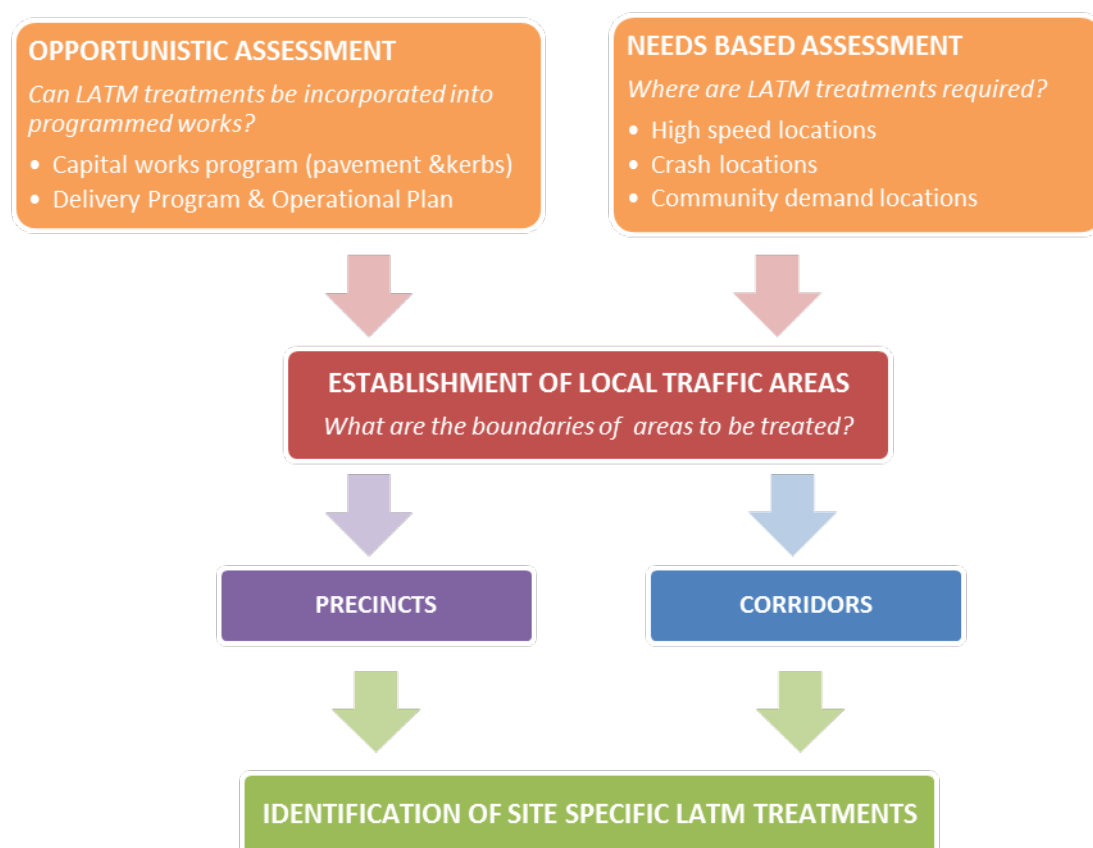 OPPORTUNISTIC ASSESSMENT
Can LATM treatments be incorporated into
programmed works?
• Capital works program (pavement &kerbs)
• Delivery Program & Operational Plan
NEEDS BASED ASSESSMENT
Where are LATM treatments required?
• High speed locations
• Crash locations
• Community demand locations
ESTABLISHMENT OF LOCAL TRAFFIC AREAS
What are the boundaries of areas to be treated?
PRECINCTS
CORRIDORS
IDENTIFICATION OF SITE SPECIFIC LATM TREATMENTS